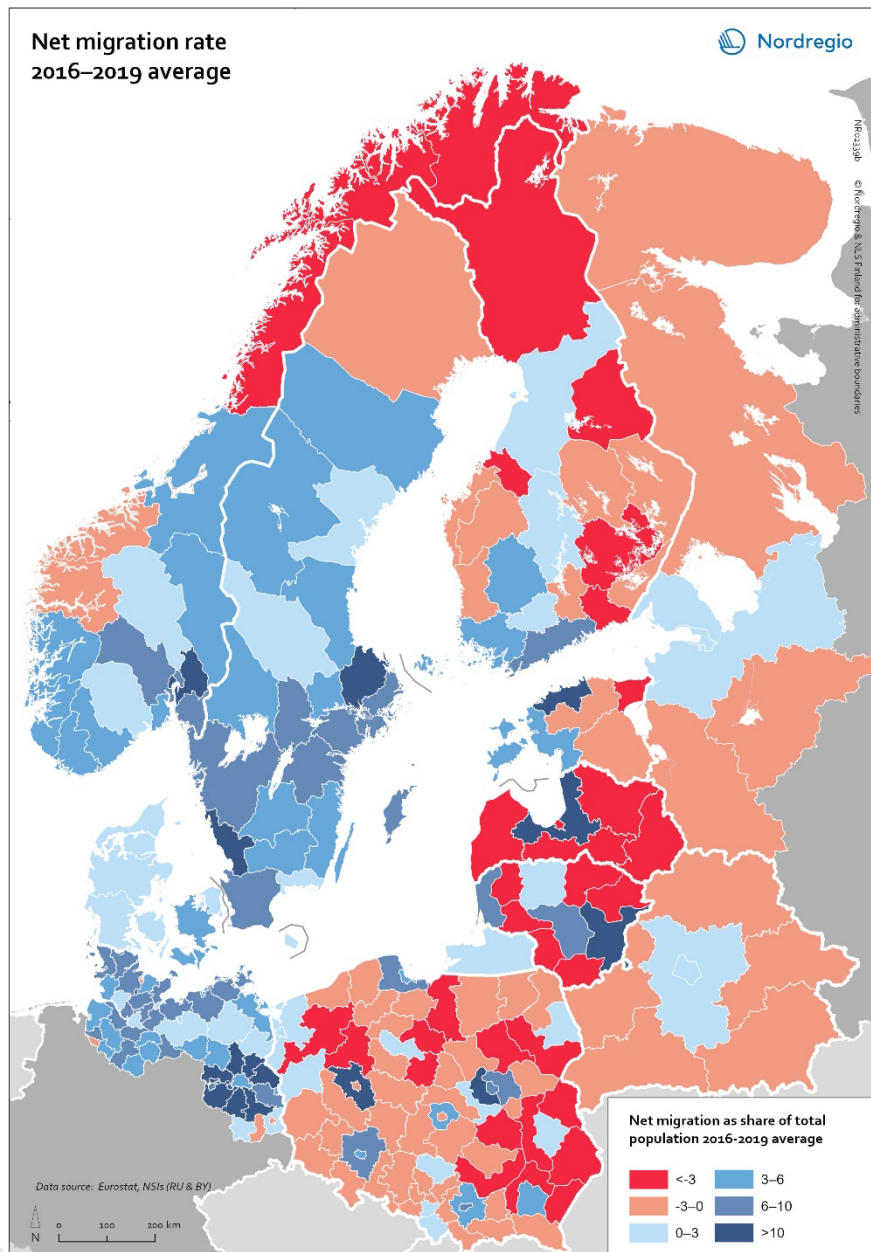 Net migration rate
2016–2019 average
Nordregio
NR02339b © Nordregio & NLS Finland for administrative boundaries
Net migration as share of total
population 2016-2019 average
<-3
-3–0
0–3
3–6
6–10
>10
Data source: Eurostat, NSIs (RU & BY)
N
0 100 200 km